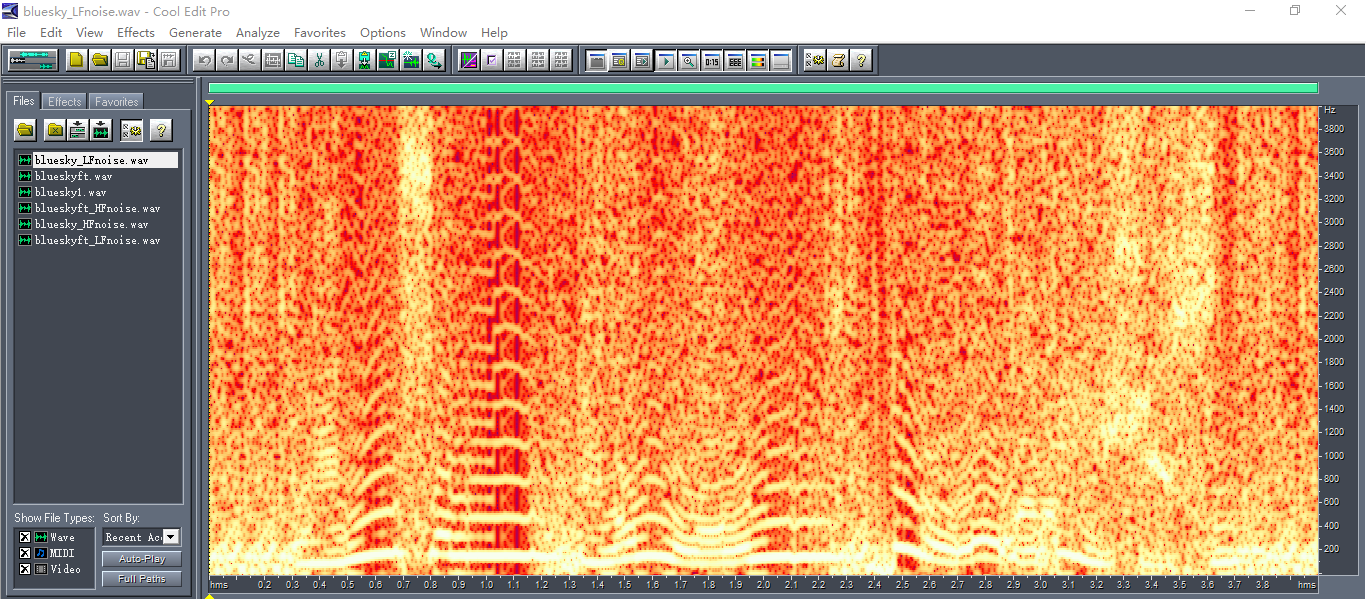 bluesky_LFnoise.wav - Cool Edit Pro
File Edit View Effects Generate Analyze Favorites Options Window Help
0:15
Files Effects Favorites
bluesky_LFnoise.wav
blueskyft.wav
bluesky1.wav
blueskyft_HFnoise.wav
bluesky_HFnoise.wav
blueskyft_LFnoise.wav
Show File Types: Sort By:
Wave Recent Ac
MIDI Auto-Play
Video Full Paths
Hz
3800
3600
3400
3200
3000
2800
2600
2400
2200
2000
1800
1600
1400
1200
1000
800
600
400
200
hms 0.2 0.3 0.4 0.5 0.6 0.7 0.8 0.9 1.0 1.1 1.2 1.3 1.4 1.5 1.6 1.7 1.8 1.9 2.0 2.1 2.2 2.3 2.4 2.5 2.6 2.7 2.8 2.9 3.0 3.1 3.2 3.3 3.4 3.5 3.6 3.7 3.8 hms